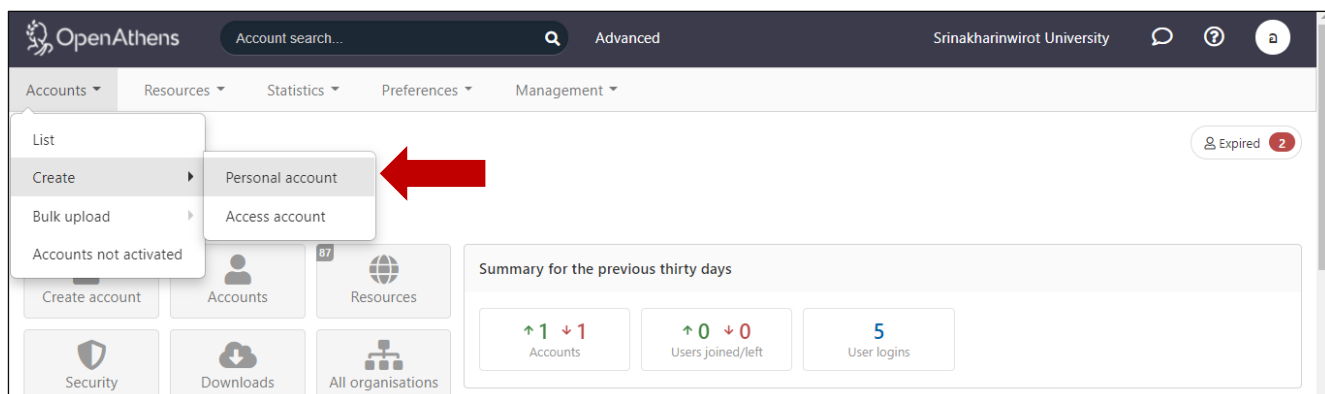 OpenAthens Account search... Advanced Srinakharinwirot University อ
Accounts Resources Statistics Preferences Management
List
Expired 2
Create Personal account
Bulk upload Access account
Accounts not activated
87
Summary for the previous thirty days
Create account Accounts Resources
1 1 0 0 5
Accounts Users joined/left User logins
Security Downloads All organisations